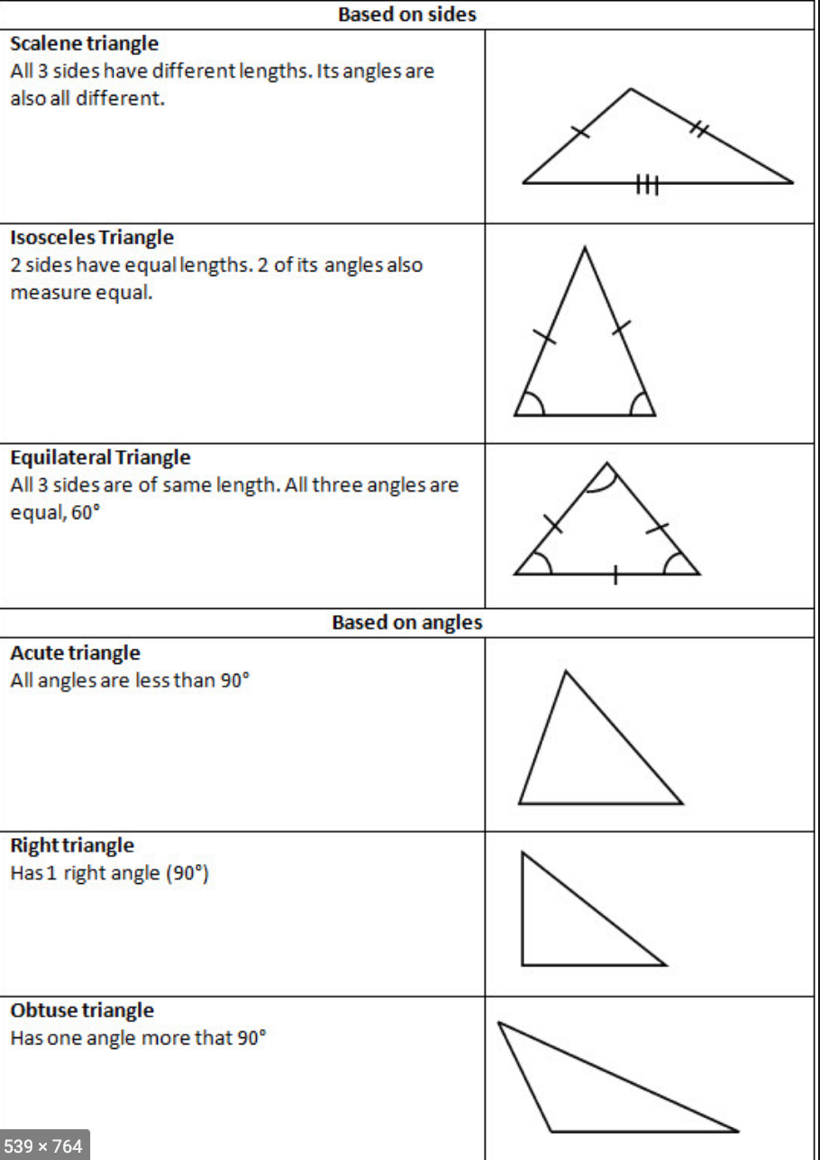 Based on sides
Scalene triangle
All 3 sides have different lengths. Its angles are
also all different.
Isosceles Triangle
2 sides have equal lengths. 2 of its angles also
measure equal.
Equilateral Triangle
All 3 sides are of same length. All three angles are
equal, 60°
Based on angles
Acute triangle
All angles are less than 90°
Right triangle
Has 1 right angle (90°)
Obtuse triangle
Has one angle more that 90°
539 × 764